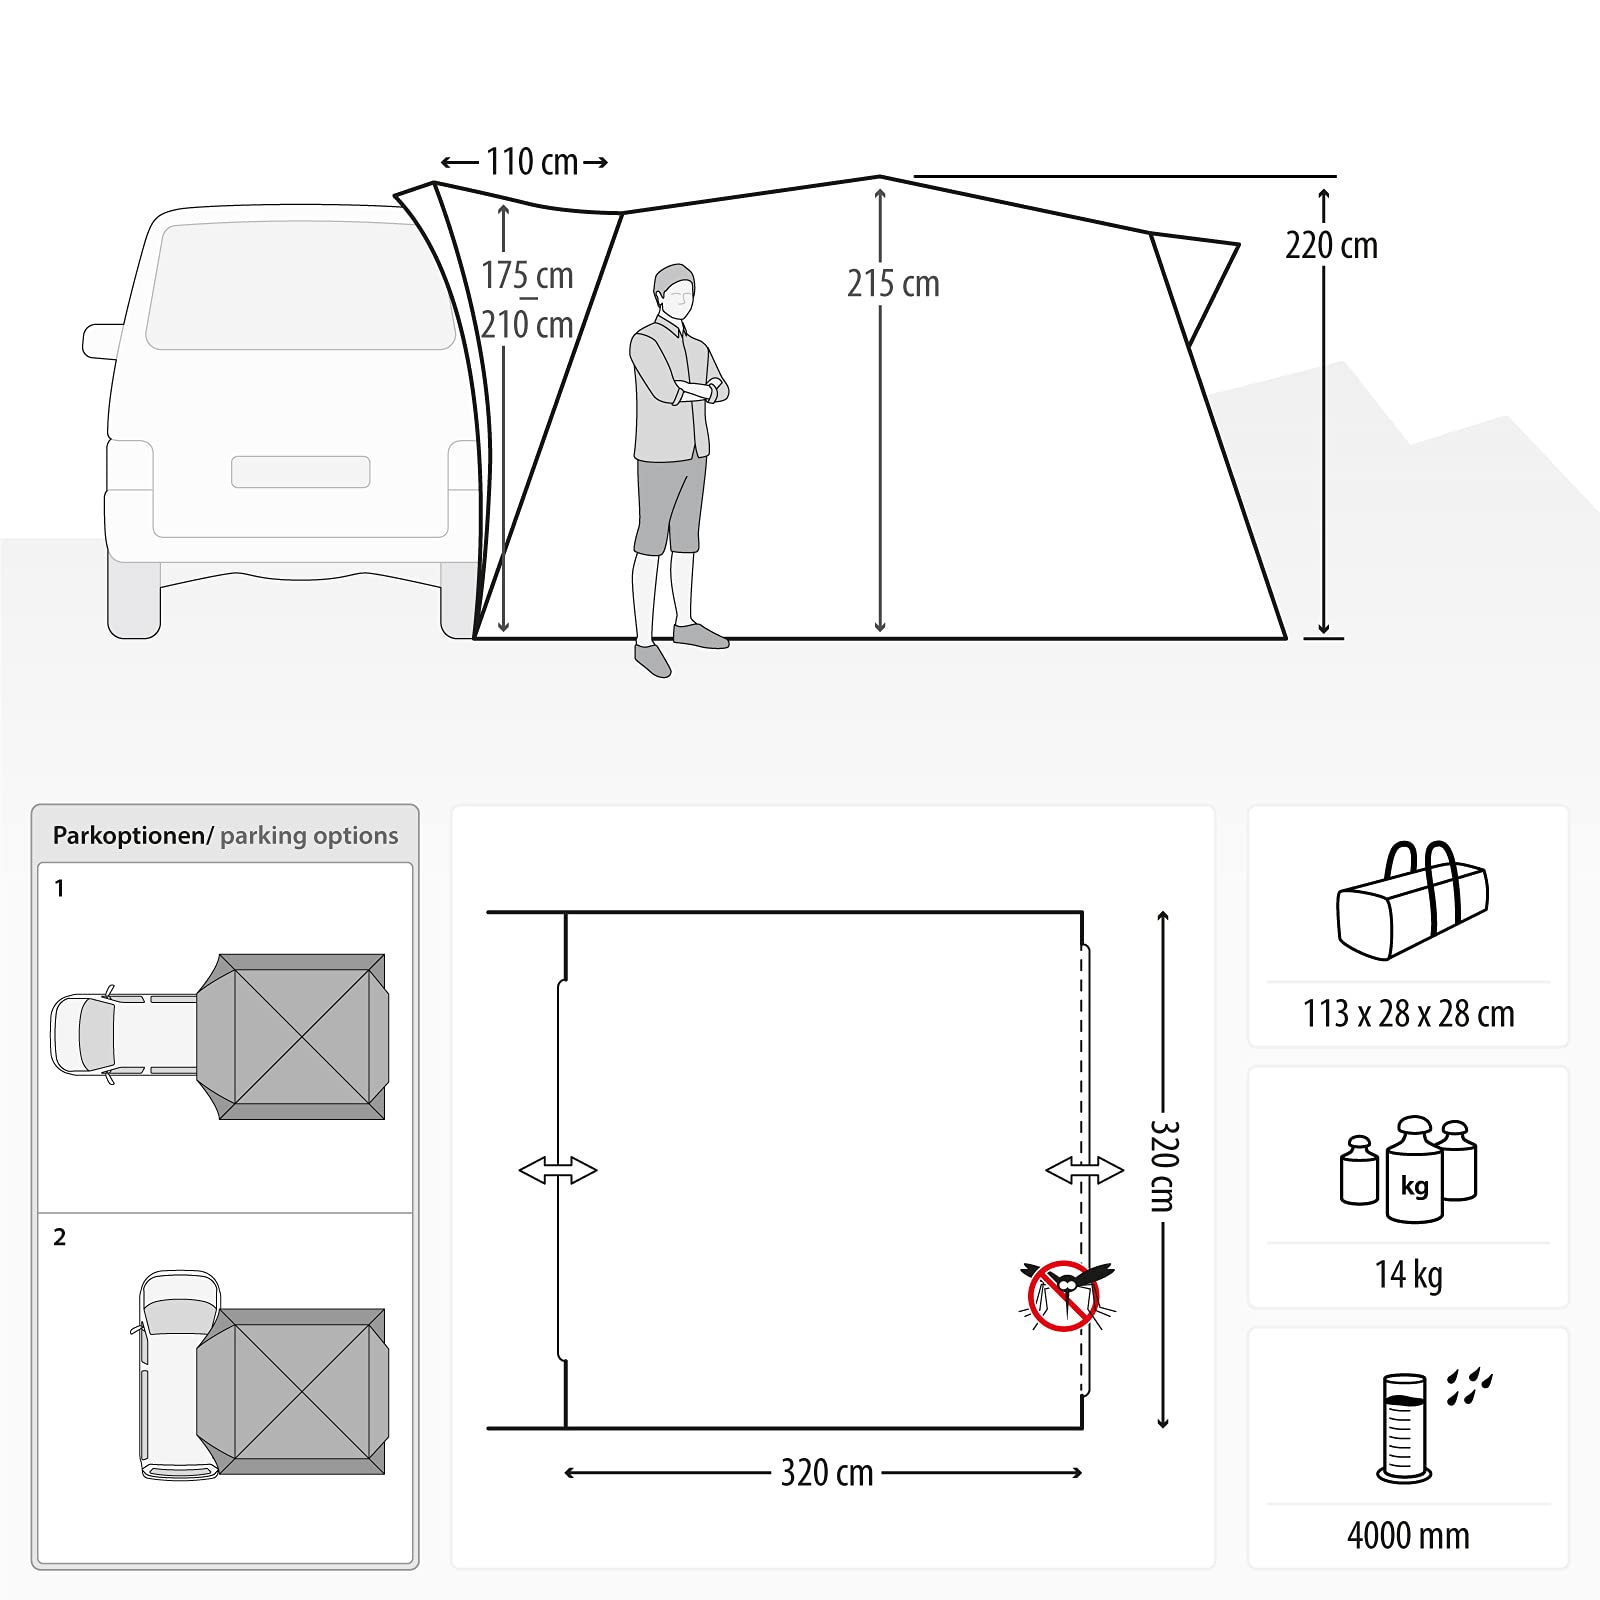 110 cm
175 cm
–
210 cm
215 cm
220 cm
Parkoptionen/ parking options
1
2
320 cm
320 cm
113 x 28 x 28 cm
kg
14 kg
4000 mm